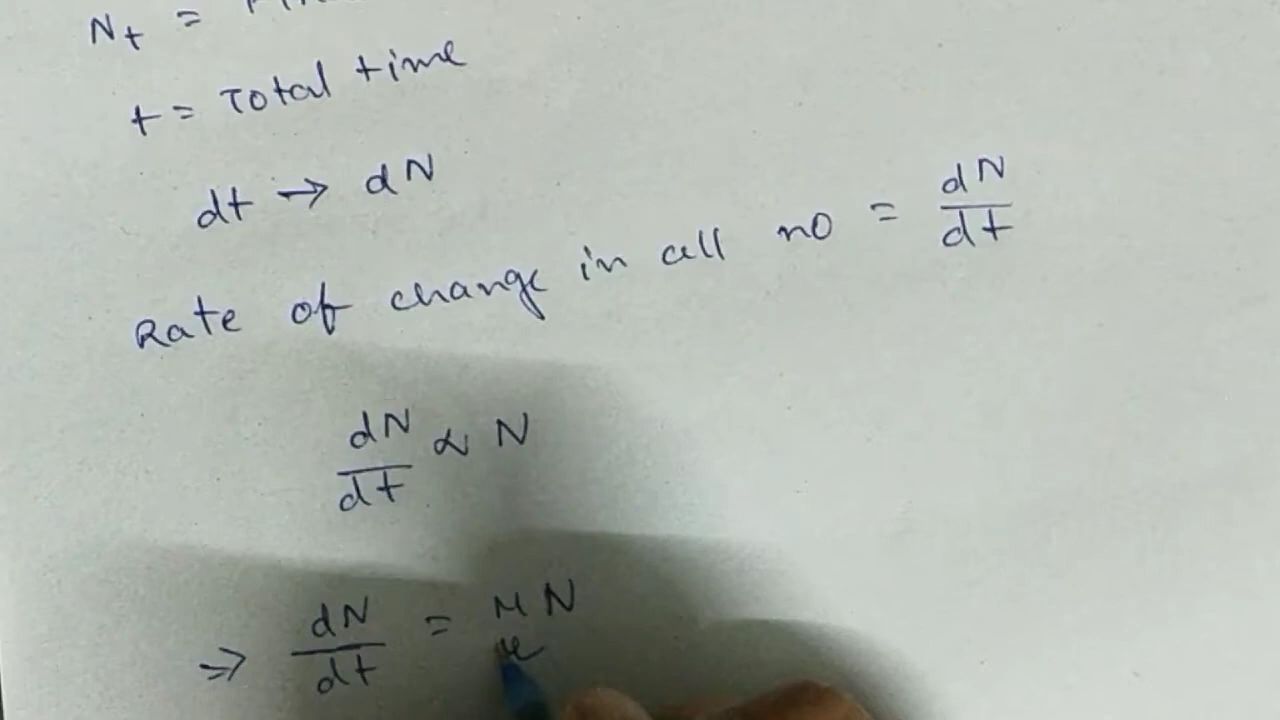 Nt =
t = Total time
dt → dN
Rate of change in cell no = dN/dt
dN/dt ∝ N
⇒ dN/dt = μN